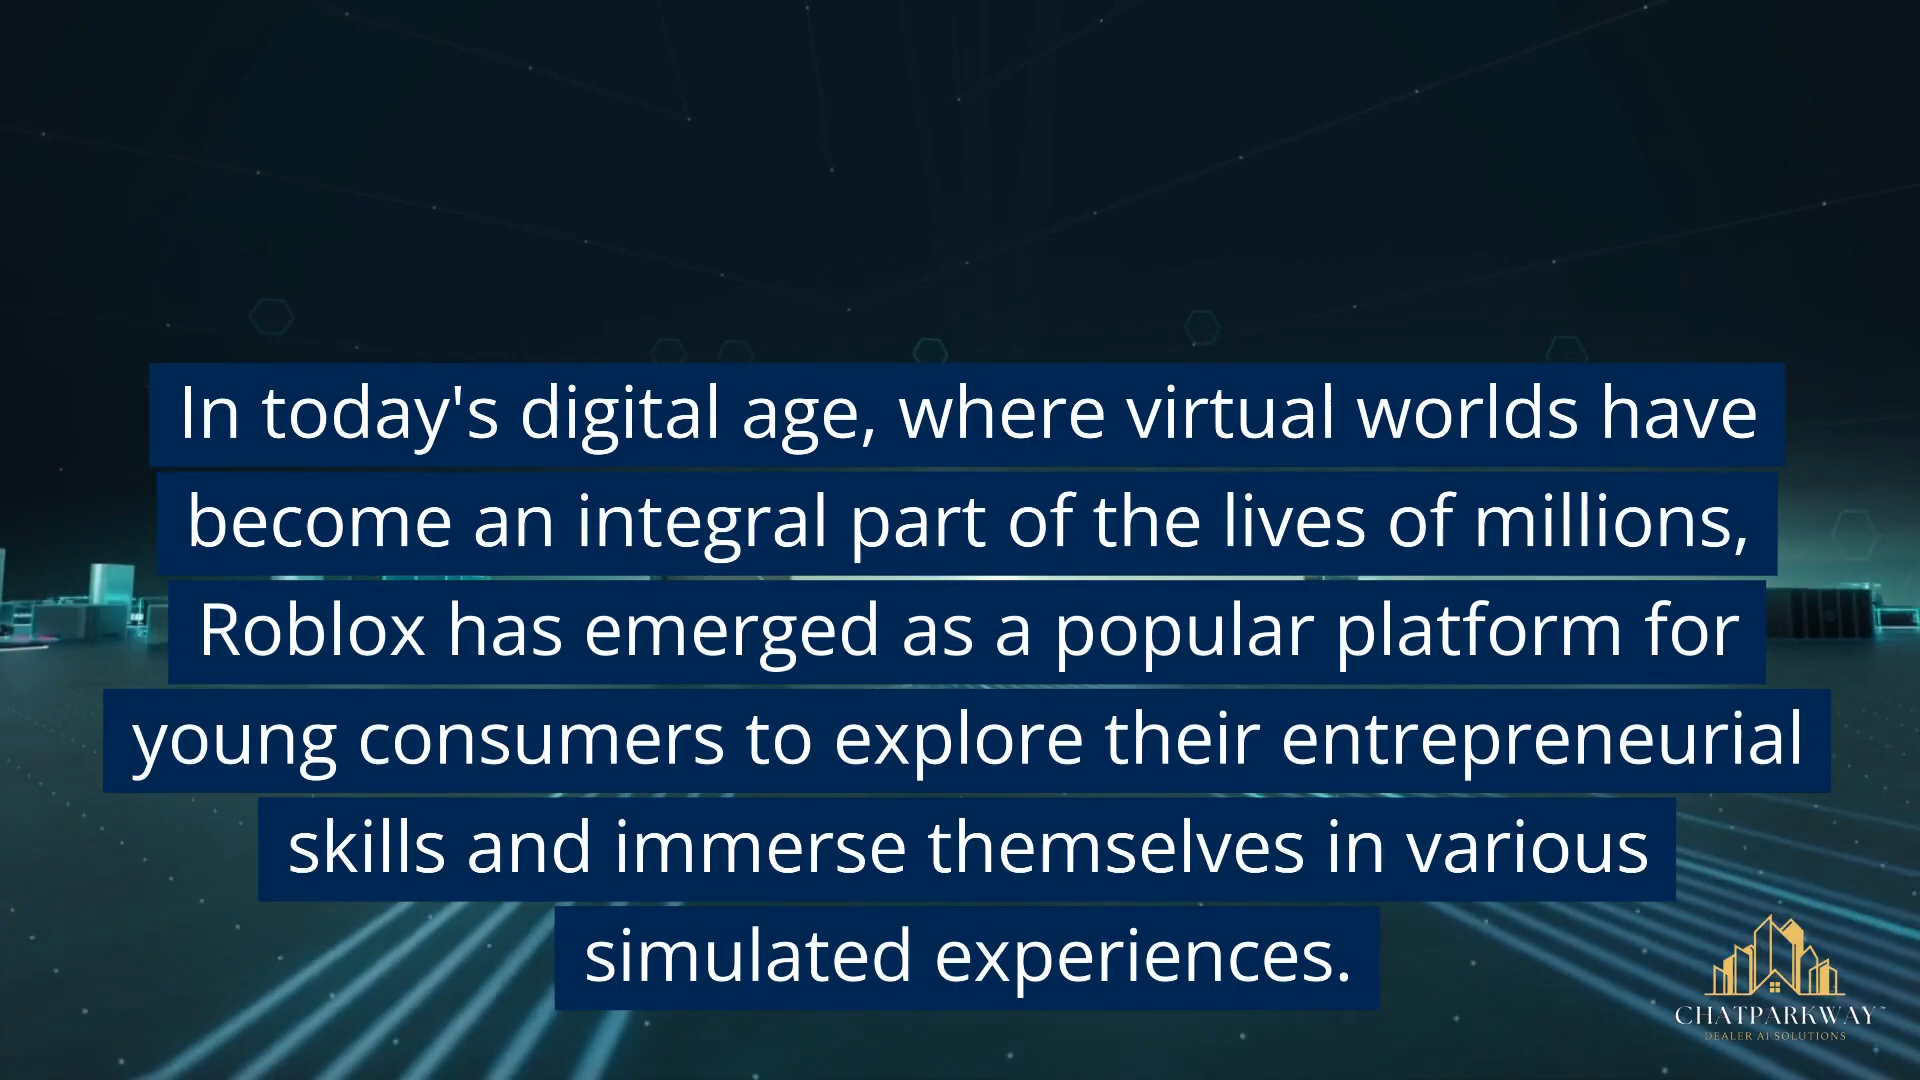 In today's digital age, where virtual worlds have
become an integral part of the lives of millions,
Roblox has emerged as a popular platform for
young consumers to explore their entrepreneurial
skills and immerse themselves in various
simulated experiences.
CHATPARKWAY™
DEALER AI SOLUTIONS